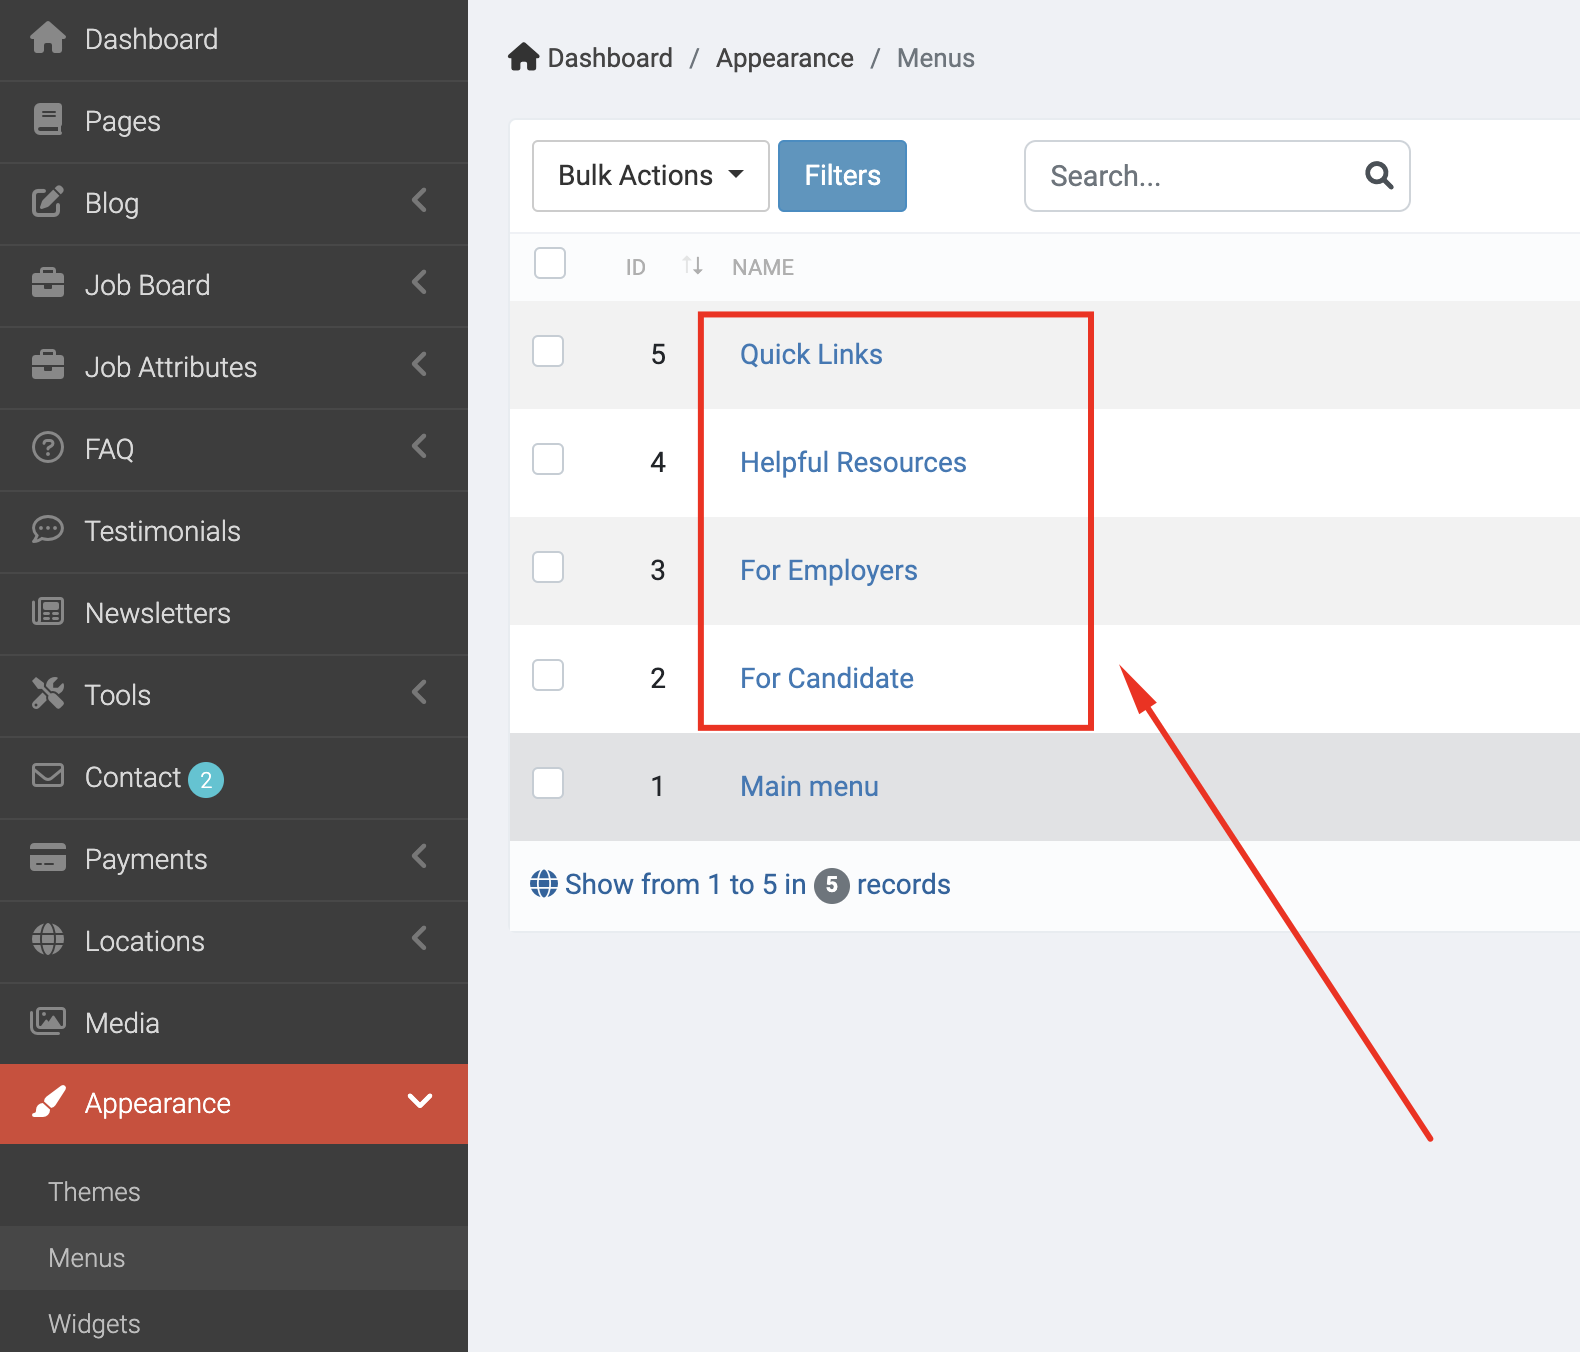 Dashboard
Pages
Blog
Job Board
Job Attributes
FAQ
Testimonials
Newsletters
Tools
Contact 2
Payments
Locations
Media
Appearance
Themes
Menus
Widgets
Dashboard / Appearance / Menus
Bulk Actions Filters Search...
ID NAME
5 Quick Links
4 Helpful Resources
3 For Employers
2 For Candidate
1 Main menu
Show from 1 to 5 in 5 records